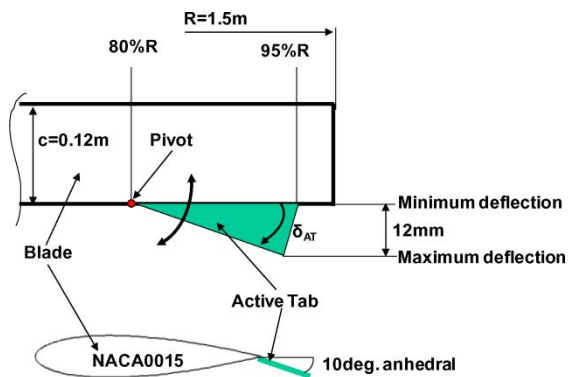 R=1.5m
80%R
95%R
c=0.12m
Pivot
Minimum deflection
δAT
12mm
Blade
Maximum deflection
Active Tab
NACA0015
10deg. anhedral